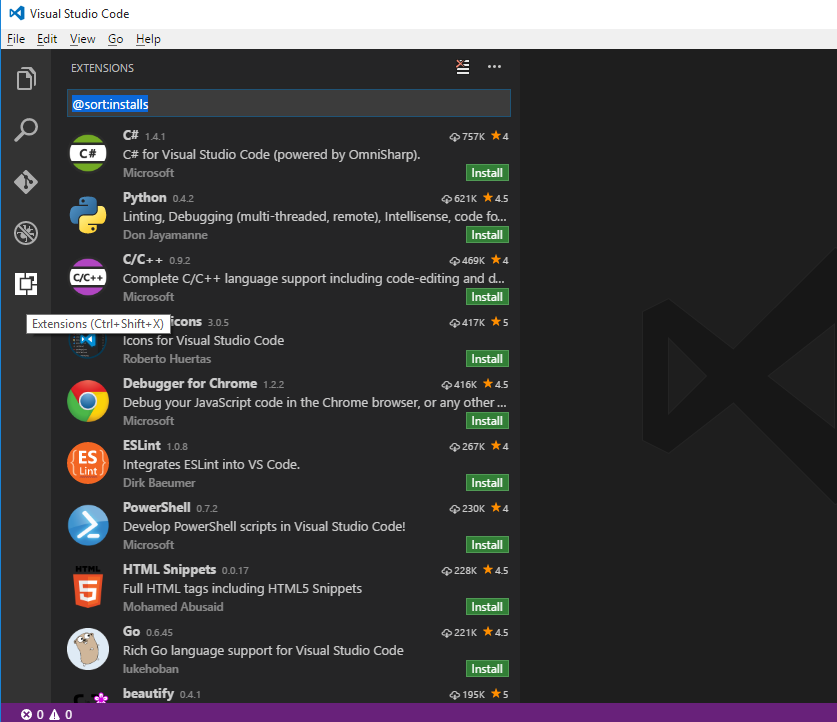 Visual Studio Code
File Edit View Go Help
EXTENSIONS
@sort:installs
C# 1.4.1 757K 4
C#
C# for Visual Studio Code (powered by OmniSharp).
Microsoft Install
Python 0.4.2 621K 4.5
Linting, Debugging (multi-threaded, remote), Intellisense, code fo...
Don Jayamanne Install
C/C++ 0.9.2 469K 4
C/C++
Complete C/C++ language support including code-editing and d...
Microsoft Install
icons 3.0.5 417K 5
Extensions (Ctrl+Shift+X)
Icons for Visual Studio Code
Roberto Huertas Install
Debugger for Chrome 1.2.2 416K 4.5
Debug your JavaScript code in the Chrome browser, or any other ...
Microsoft Install
ESLint 1.0.8 267K 4
{ES}
Lint
Integrates ESLint into VS Code.
Dirk Baeumer Install
PowerShell 0.7.2 230K 4
Develop PowerShell scripts in Visual Studio Code!
Microsoft Install
HTML Snippets 0.0.17 228K 4.5
HTML
5
Full HTML tags including HTML5 Snippets
Mohamed Abusaid Install
Go 0.6.45 221K 4.5
Rich Go language support for Visual Studio Code
lukehoban Install
beautify 0.4.1 195K 5
0 0